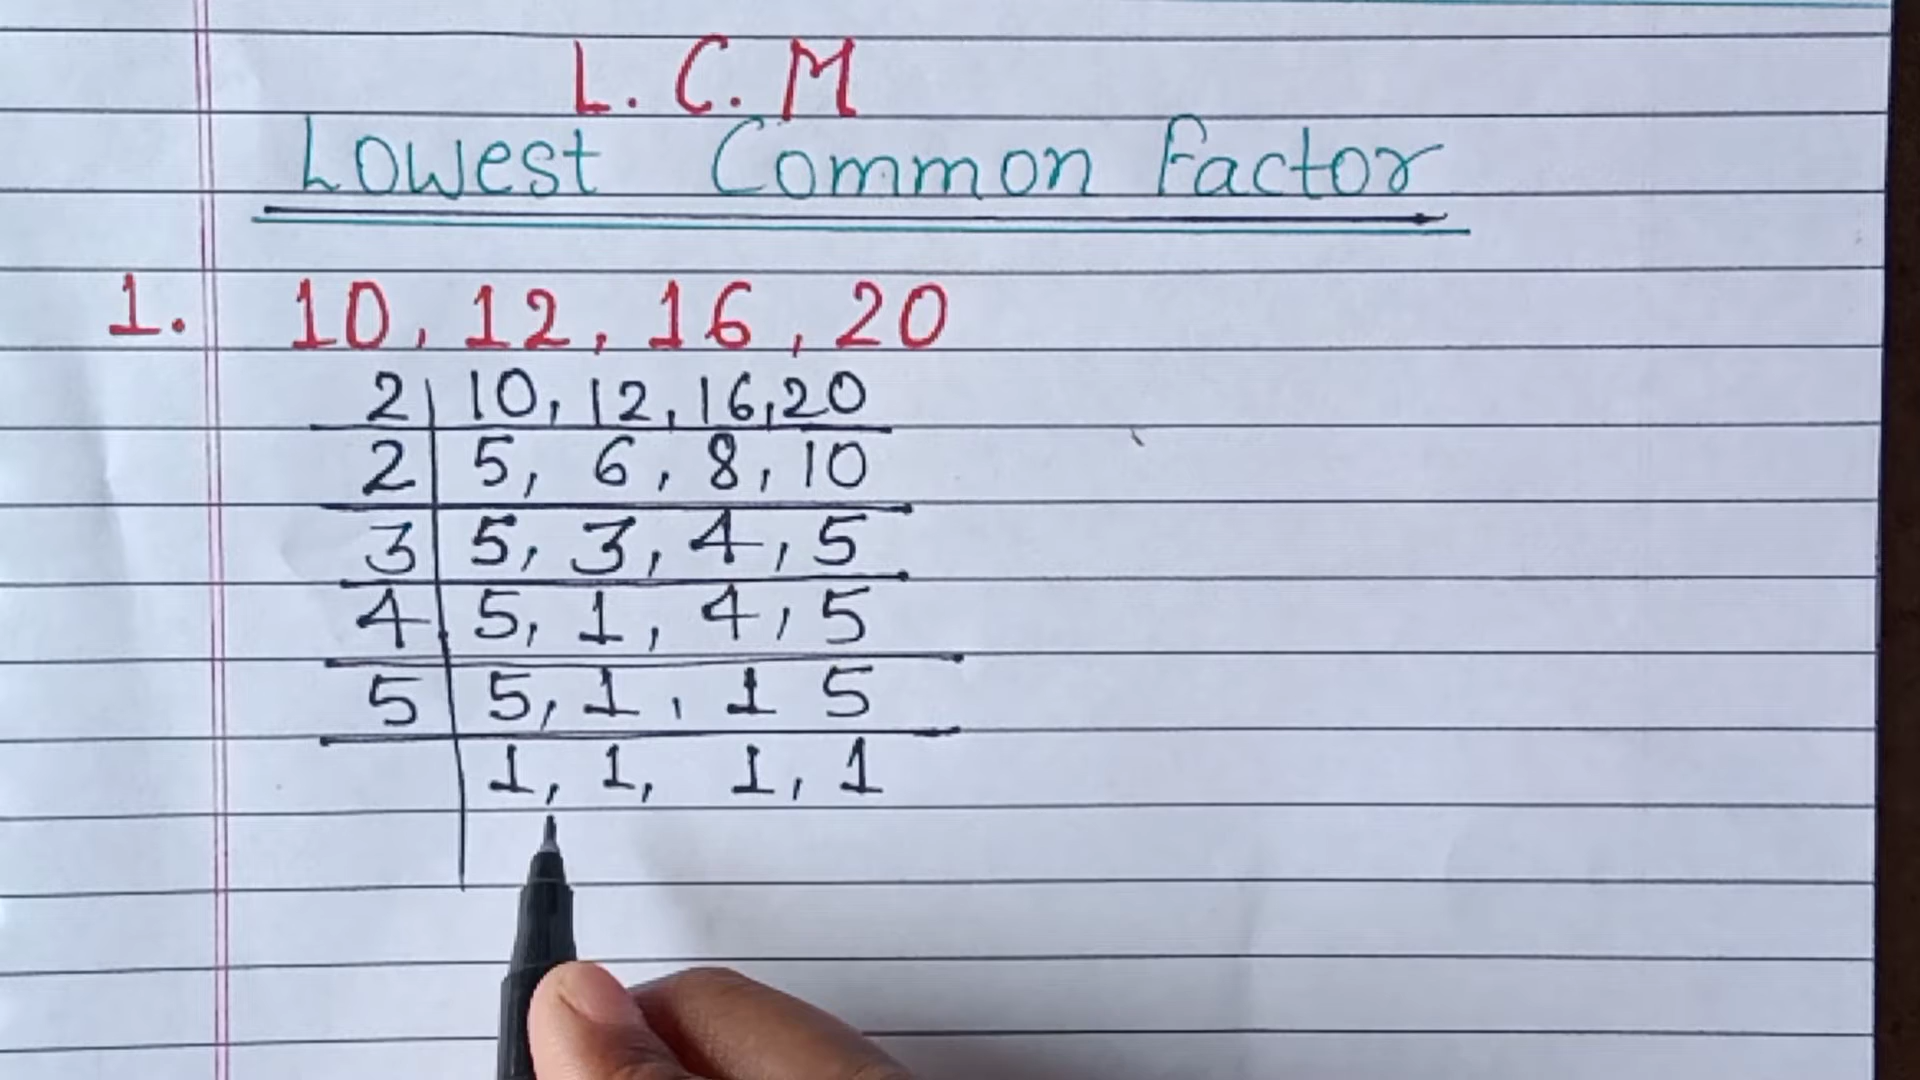 L.C.M
Lowest Common Factor
1. 10, 12, 16, 20
2 10, 12, 16, 20
2 5, 6, 8, 10
3 5, 3, 4, 5
4 5, 1, 4, 5
5 5, 1, 1 5
1, 1, 1, 1